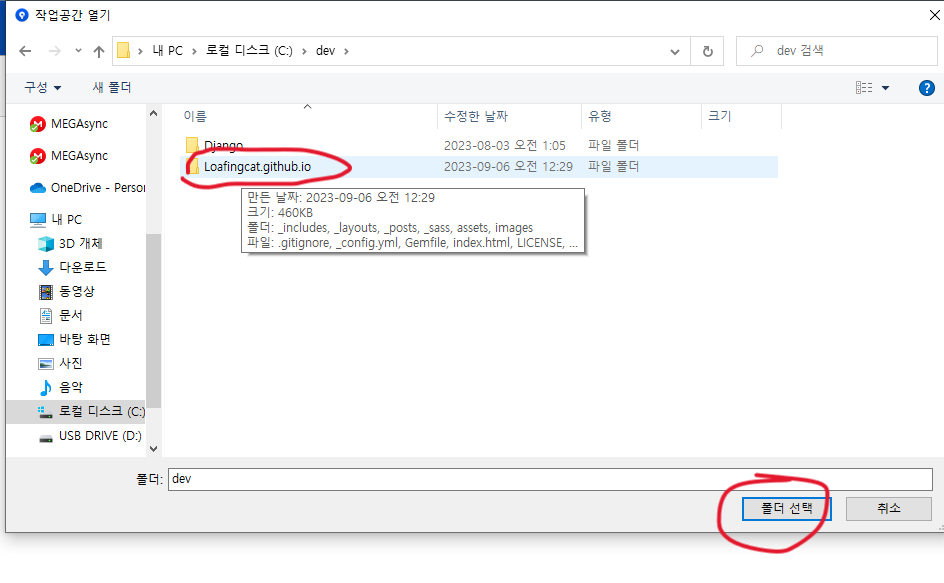 작업공간 열기
내 PC 로컬 디스크 (C:) dev
dev 검색
구성 새 폴더
이름 수정한 날짜 유형 크기
Django 2023-08-03 오전 1:05 파일 폴더
Loafingcat.github.io 2023-09-06 오전 12:29 파일 폴더
만든 날짜: 2023-09-06 오전 12:29
크기: 460KB
폴더: _includes, _layouts, _posts, _sass, assets, images
파일: .gitignore, _config.yml, Gemfile, index.html, LICENSE, ...
MEGAsync
MEGAsync
OneDrive - Person
내 PC
3D 개체
다운로드
동영상
문서
바탕 화면
사진
음악
로컬 디스크 (C:)
USB DRIVE (D:)
폴더: dev
폴더 선택 취소